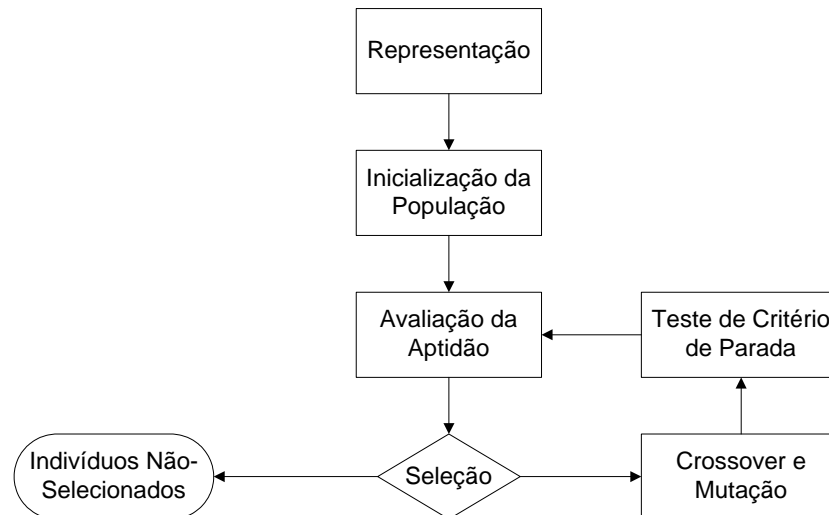 Representação
Inicialização da
População
Avaliação da
Aptidão
Teste de Critério
de Parada
Indivíduos Não-
Selecionados
Seleção
Crossover e
Mutação